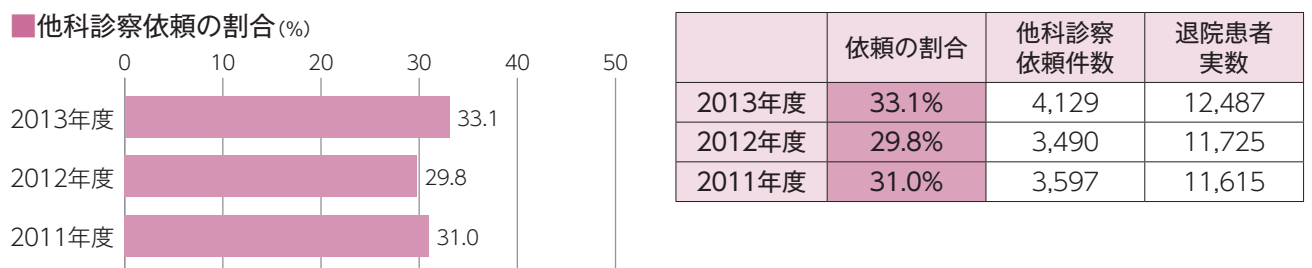 ■他科診察依頼の割合(%)
0 10 20 30 40 50
2013年度 33.1
2012年度 29.8
2011年度 31.0
依頼の割合 他科診察依頼件数 退院患者実数
2013年度 33.1% 4,129 12,487
2012年度 29.8% 3,490 11,725
2011年度 31.0% 3,597 11,615